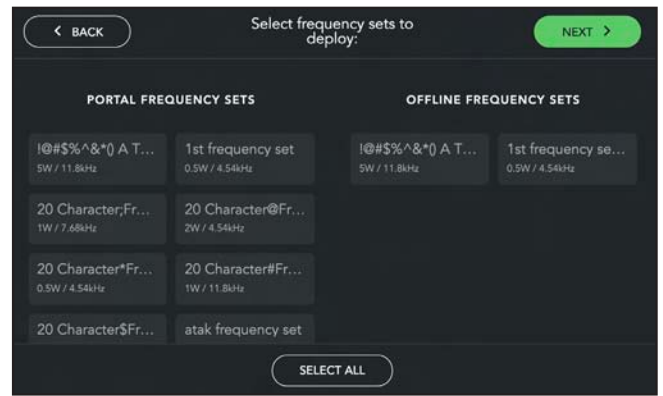 BACK
Select frequency sets to
deploy:
NEXT
PORTAL FREQUENCY SETS
OFFLINE FREQUENCY SETS
!@#$%^&*() A T...
5W / 11.8kHz
1st frequency set
0.5W / 4.54kHz
!@#$%^&*() A T...
5W / 11.8kHz
1st frequency se...
0.5W / 4.54kHz
20 Character;Fr...
1W / 7.68kHz
20 Character@Fr...
2W / 4.54kHz
20 Character*Fr...
0.5W / 4.54kHz
20 Character#Fr...
1W / 11.8kHz
20 Character$Fr...
atak frequency set
SELECT ALL